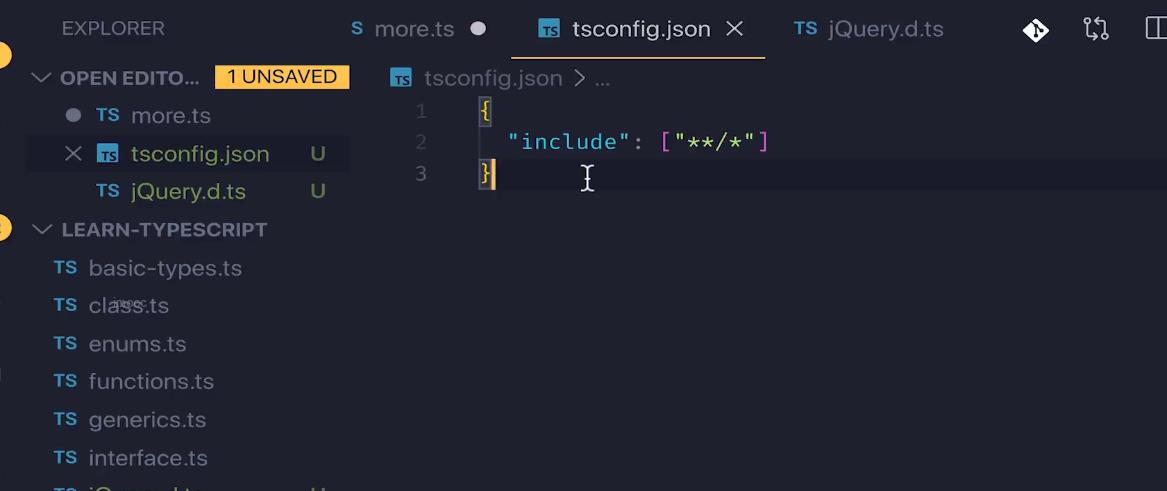 EXPLORER
S more.ts
TS tsconfig.json
TS jQuery.d.ts
OPEN EDITO... 1 UNSAVED
TS tsconfig.json > ...
TS more.ts
TS tsconfig.json U
TS jQuery.d.ts U
1 {
2 "include": ["**/*"]
3 }
LEARN-TYPESCRIPT
TS basic-types.ts
TS class.ts
imooc
TS enums.ts
TS functions.ts
TS generics.ts
TS interface.ts